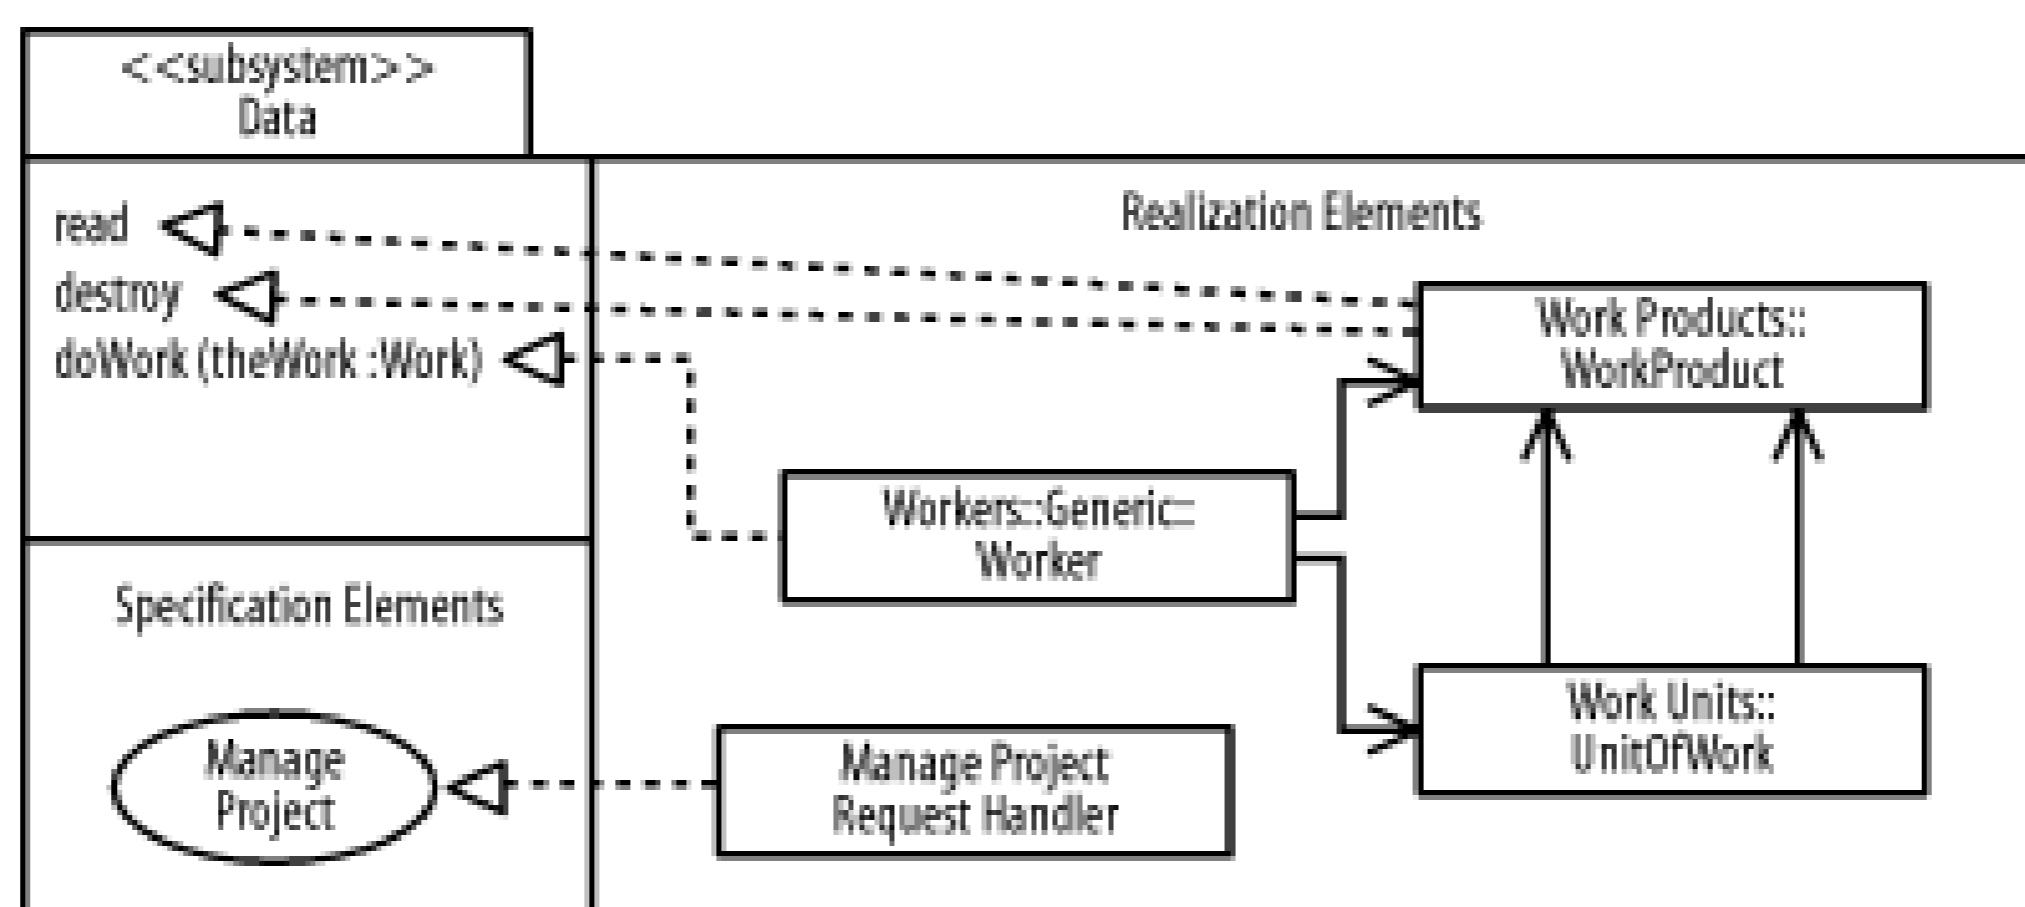 <<subsystem>>
Data
read
destroy
doWork (theWork :Work)
Specification Elements
Manage
Project
Realization Elements
Work Products::
WorkProduct
Workers::Generic::
Worker
Work Units::
UnitOfWork
Manage Project
Request Handler